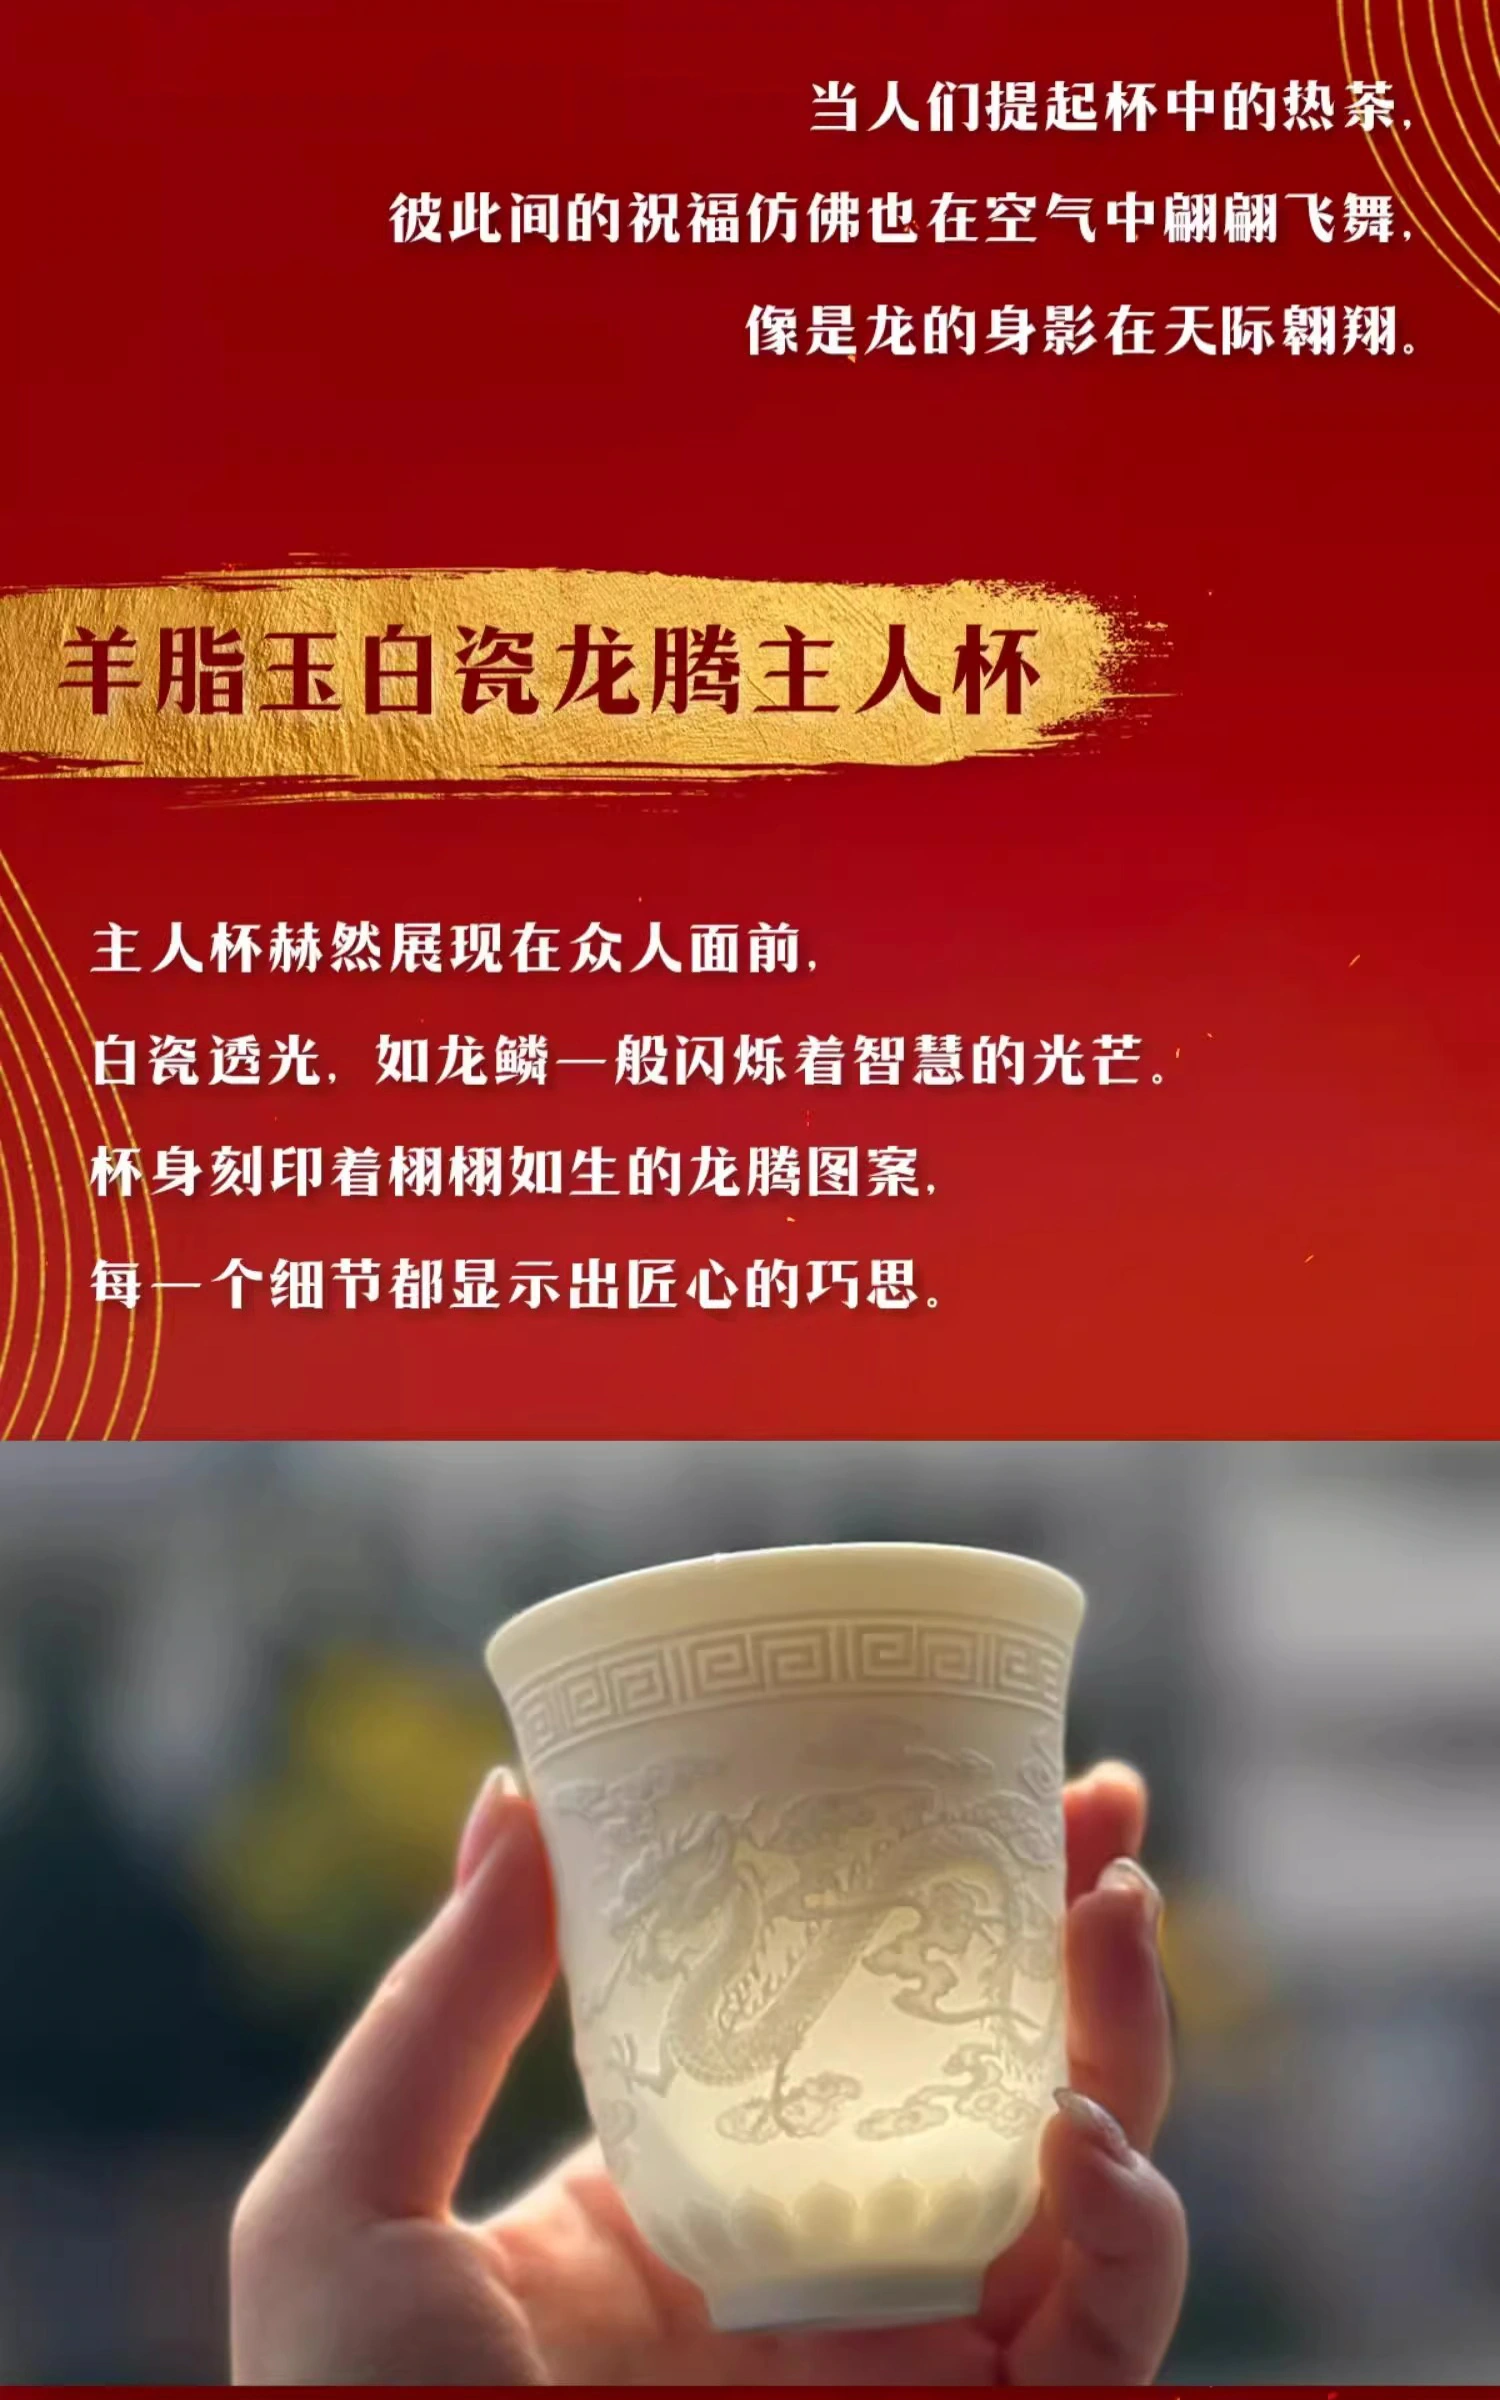 当人们提起杯中的热茶，
彼此间的祝福仿佛也在空气中翩翩飞舞，
像是龙的身影在天际翱翔。
羊脂玉白瓷龙腾主人杯
主人杯赫然展现在众人面前，
白瓷透光，如龙鳞一般闪烁着智慧的光芒。
杯身刻印着栩栩如生的龙腾图案，
每一个细节都显示出匠心的巧思。